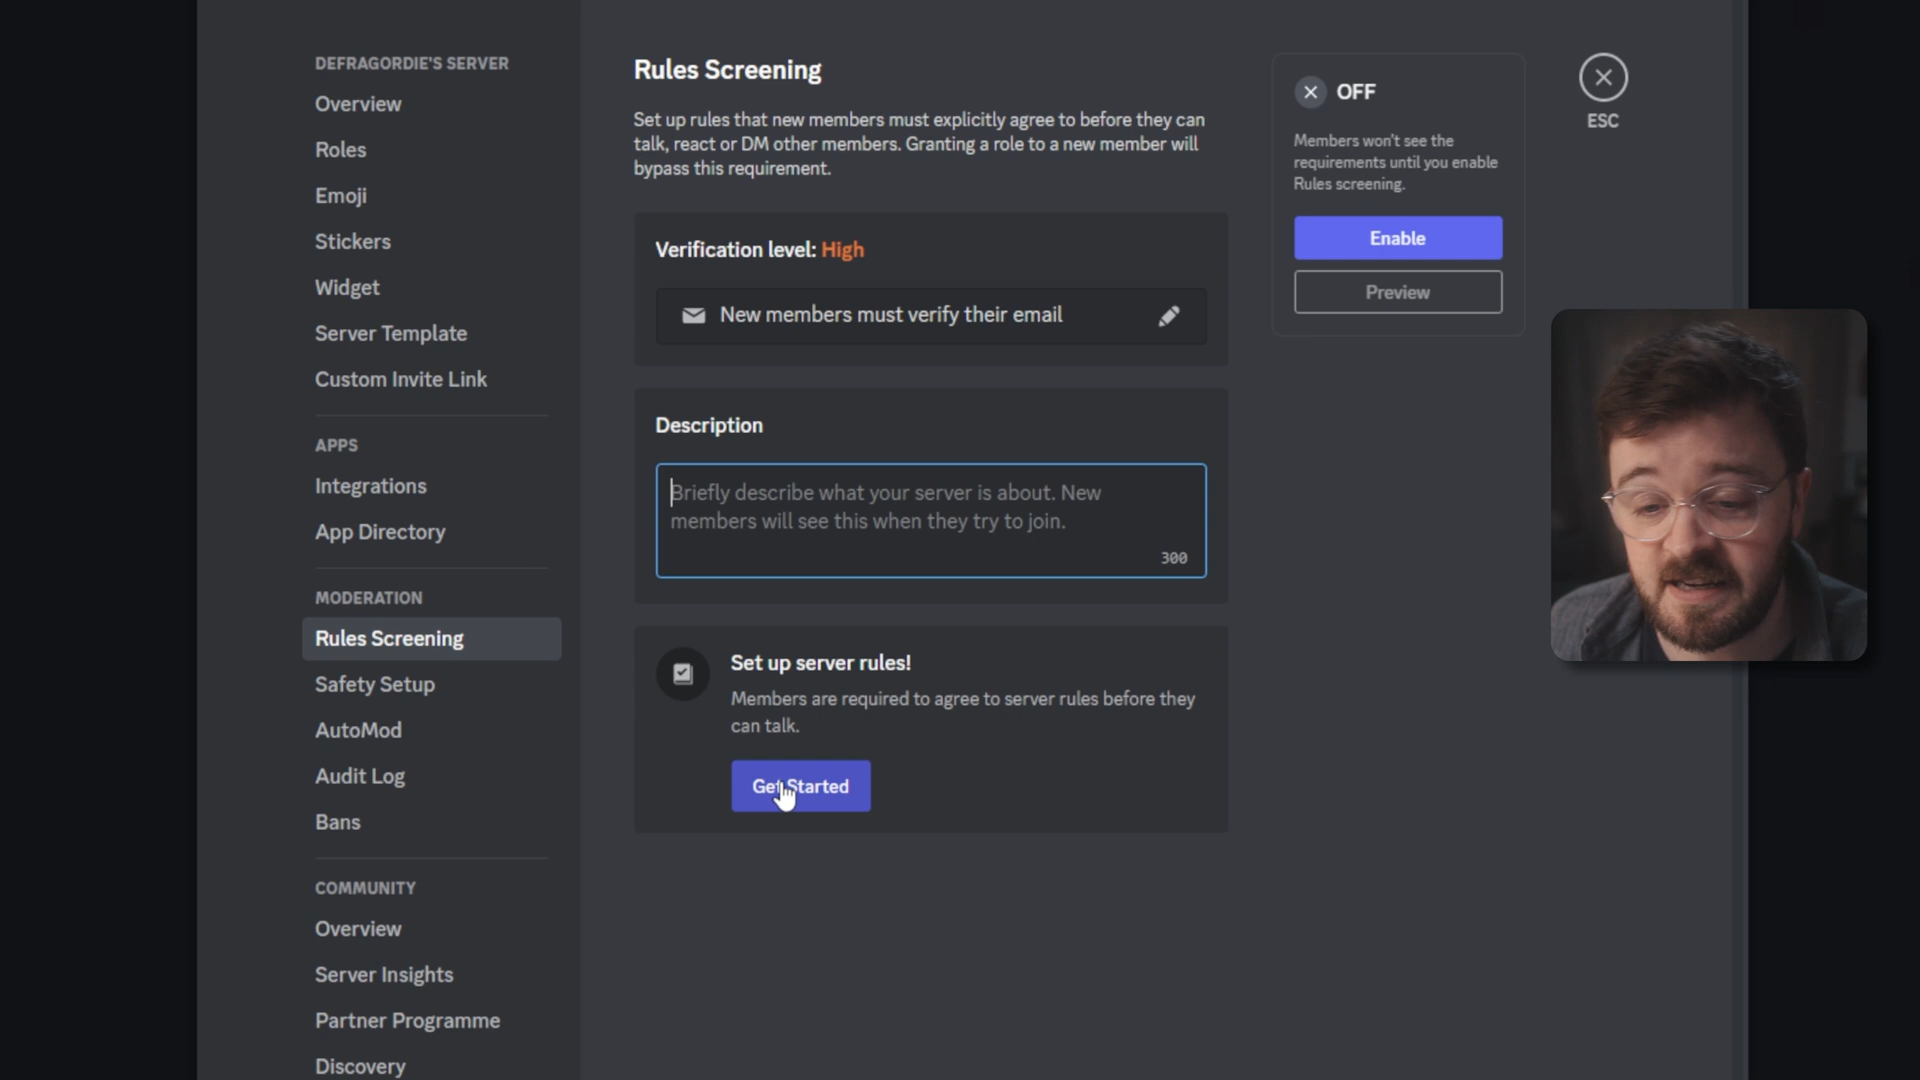 DEFRAGORDIE'S SERVER
Overview
Roles
Emoji
Stickers
Widget
Server Template
Custom Invite Link
APPS
Integrations
App Directory
MODERATION
Rules Screening
Safety Setup
AutoMod
Audit Log
Bans
COMMUNITY
Overview
Server Insights
Partner Programme
Discovery
Rules Screening
Set up rules that new members must explicitly agree to before they can
talk, react or DM other members. Granting a role to a new member will
bypass this requirement.
Verification level: High
New members must verify their email
Description
Briefly describe what your server is about. New
members will see this when they try to join.
300
Set up server rules!
Members are required to agree to server rules before they
can talk.
Get Started
OFF
Members won't see the
requirements until you enable
Rules screening.
Enable
Preview
ESC